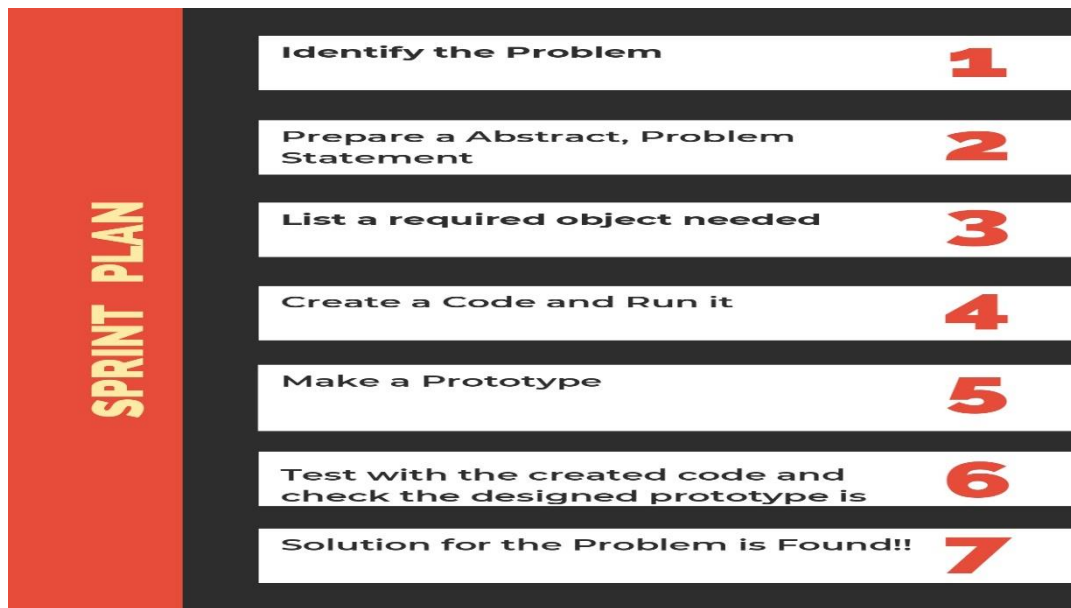 SPRINT PLAN
Identify the Problem
1
Prepare a Abstract, Problem
Statement
2
List a required object needed
3
Create a Code and Run it
4
Make a Prototype
5
Test with the created code and
check the designed prototype is
6
Solution for the Problem is Found!!
7